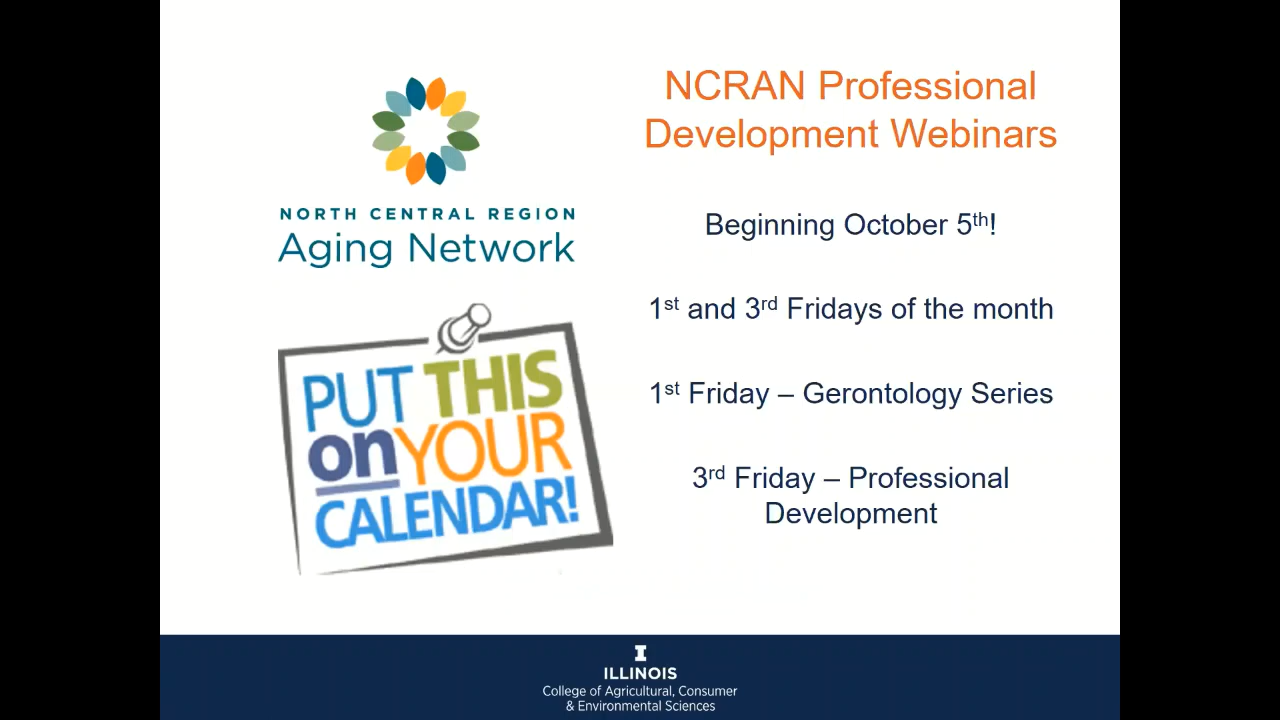 NORTH CENTRAL REGION
Aging Network
PUT THIS
on YOUR
CALENDAR!
NCRAN Professional
Development Webinars
Beginning October 5th!
1st and 3rd Fridays of the month
1st Friday – Gerontology Series
3rd Friday – Professional
Development
I
ILLINOIS
College of Agricultural, Consumer
& Environmental Sciences